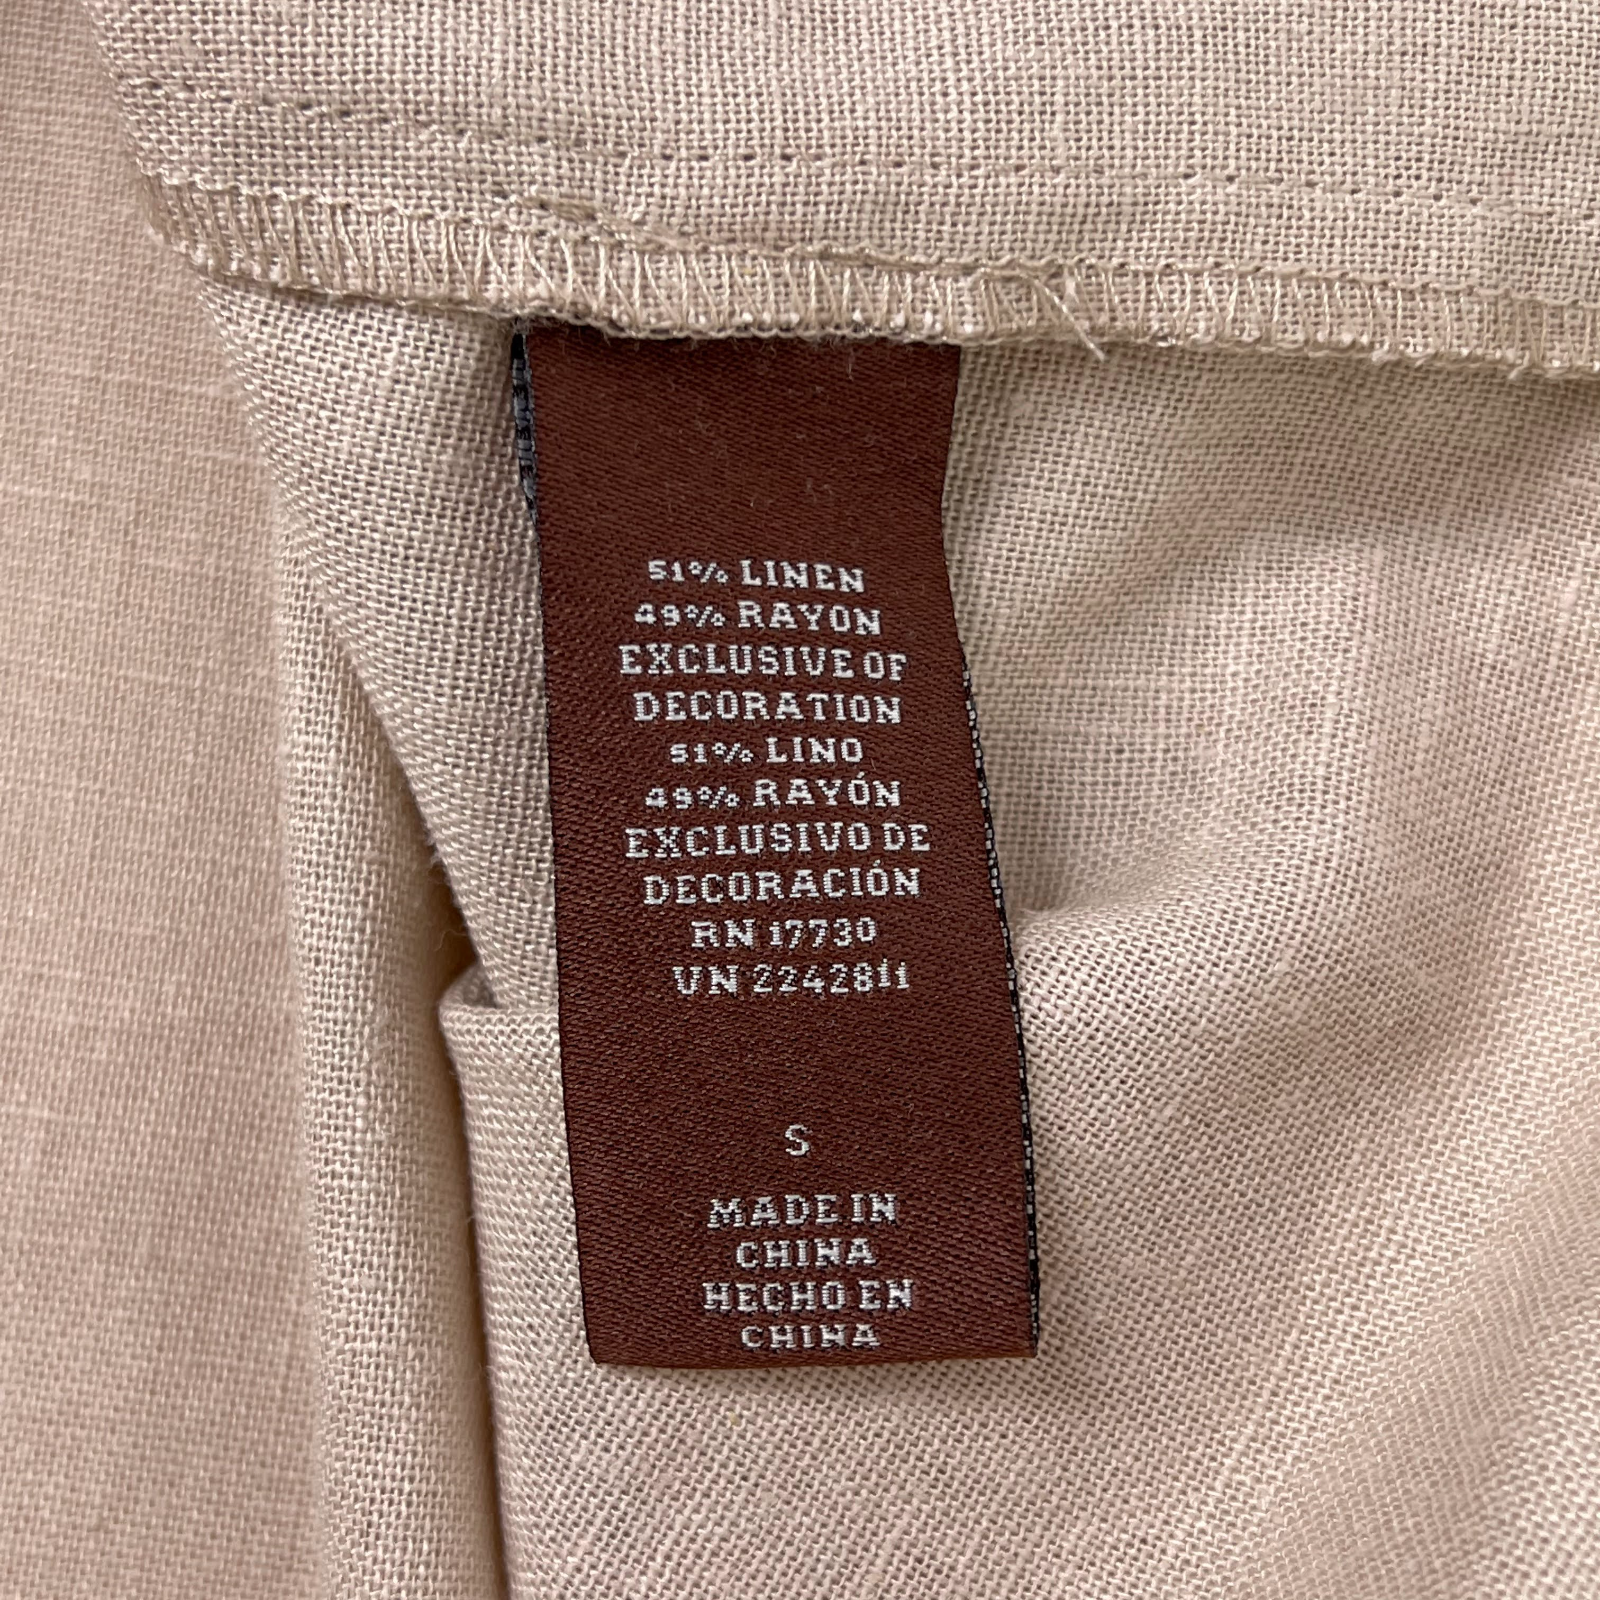 51% LINEN
49% RAYON
EXCLUSIVE OF
DECORATION
51% LINO
49% RAYÓN
EXCLUSIVO DE
DECORACIÓN
RN 17730
UN 2242811
S
MADE IN
CHINA
HECHO EN
CHINA